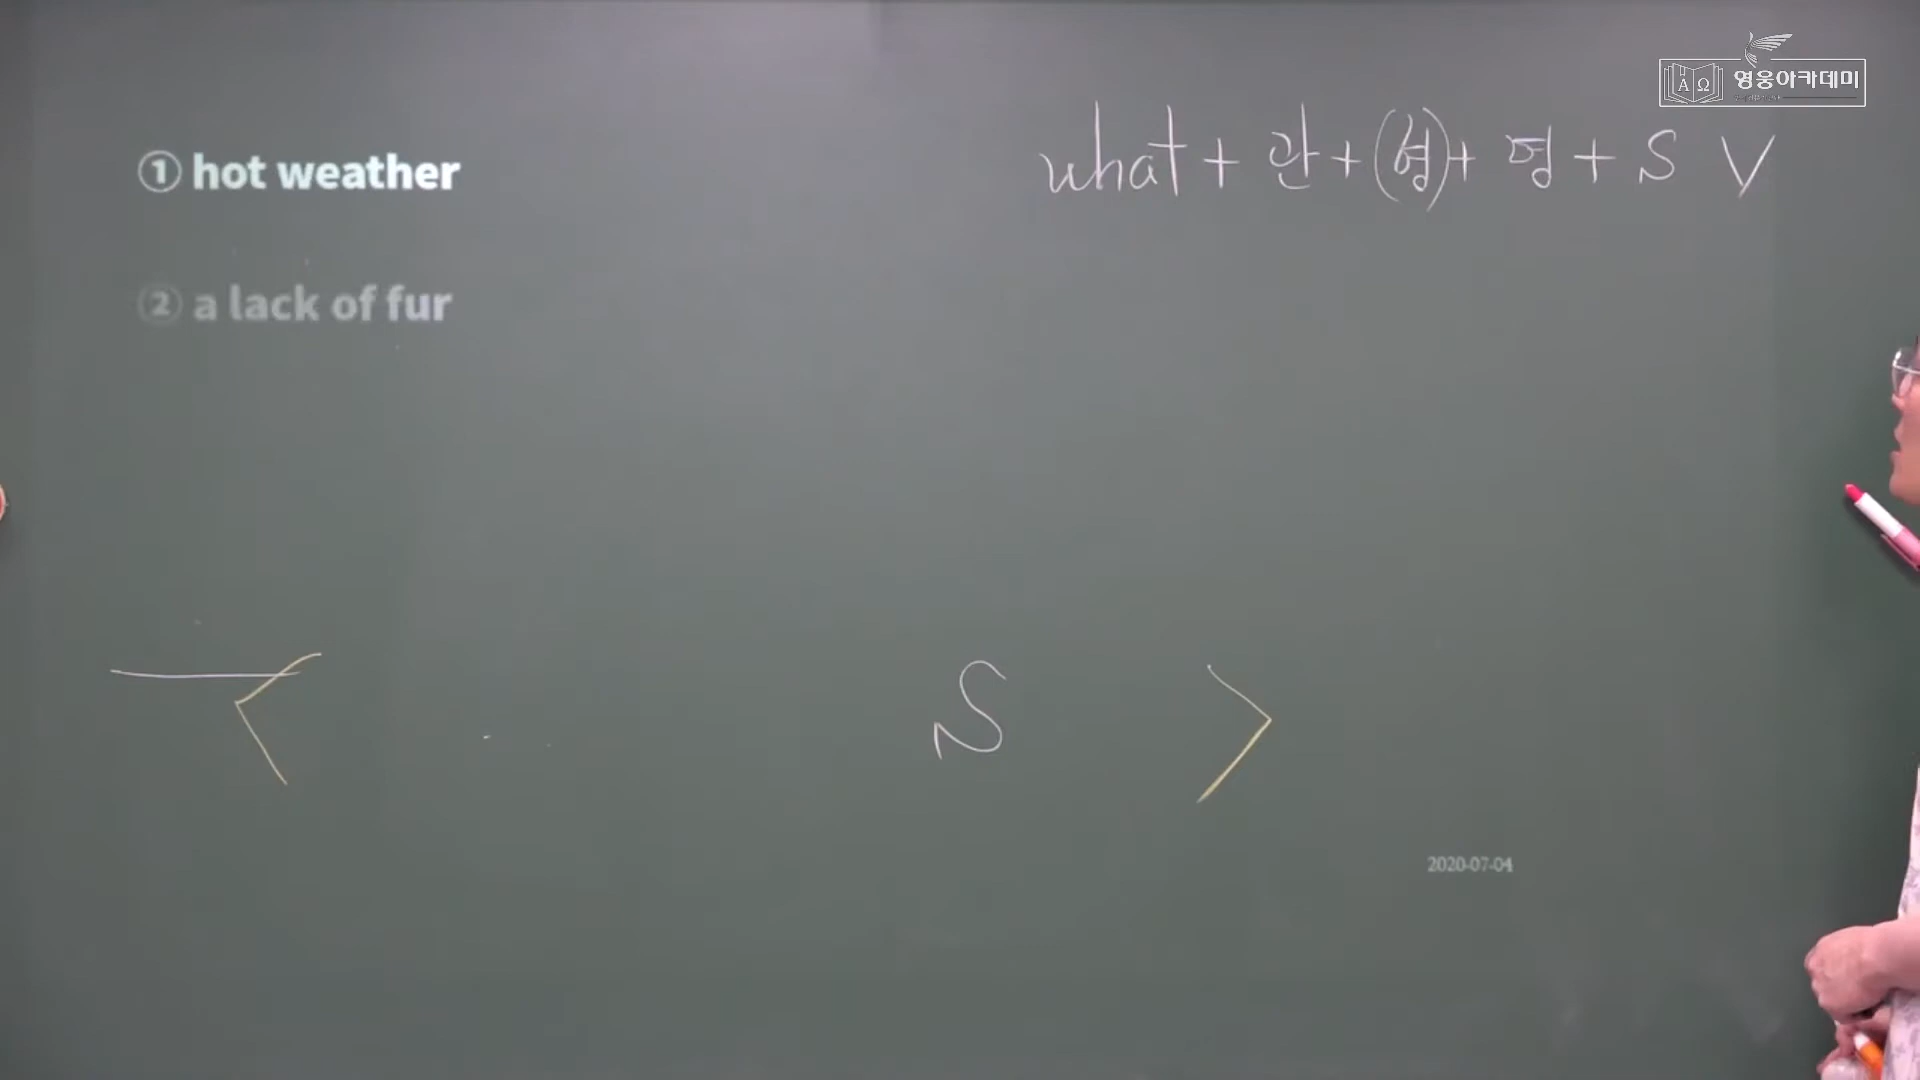 영웅아카데미
A Ω
what + 관 + (형) + 명 + S V
① hot weather
② a lack of fur
S
2020-07-04